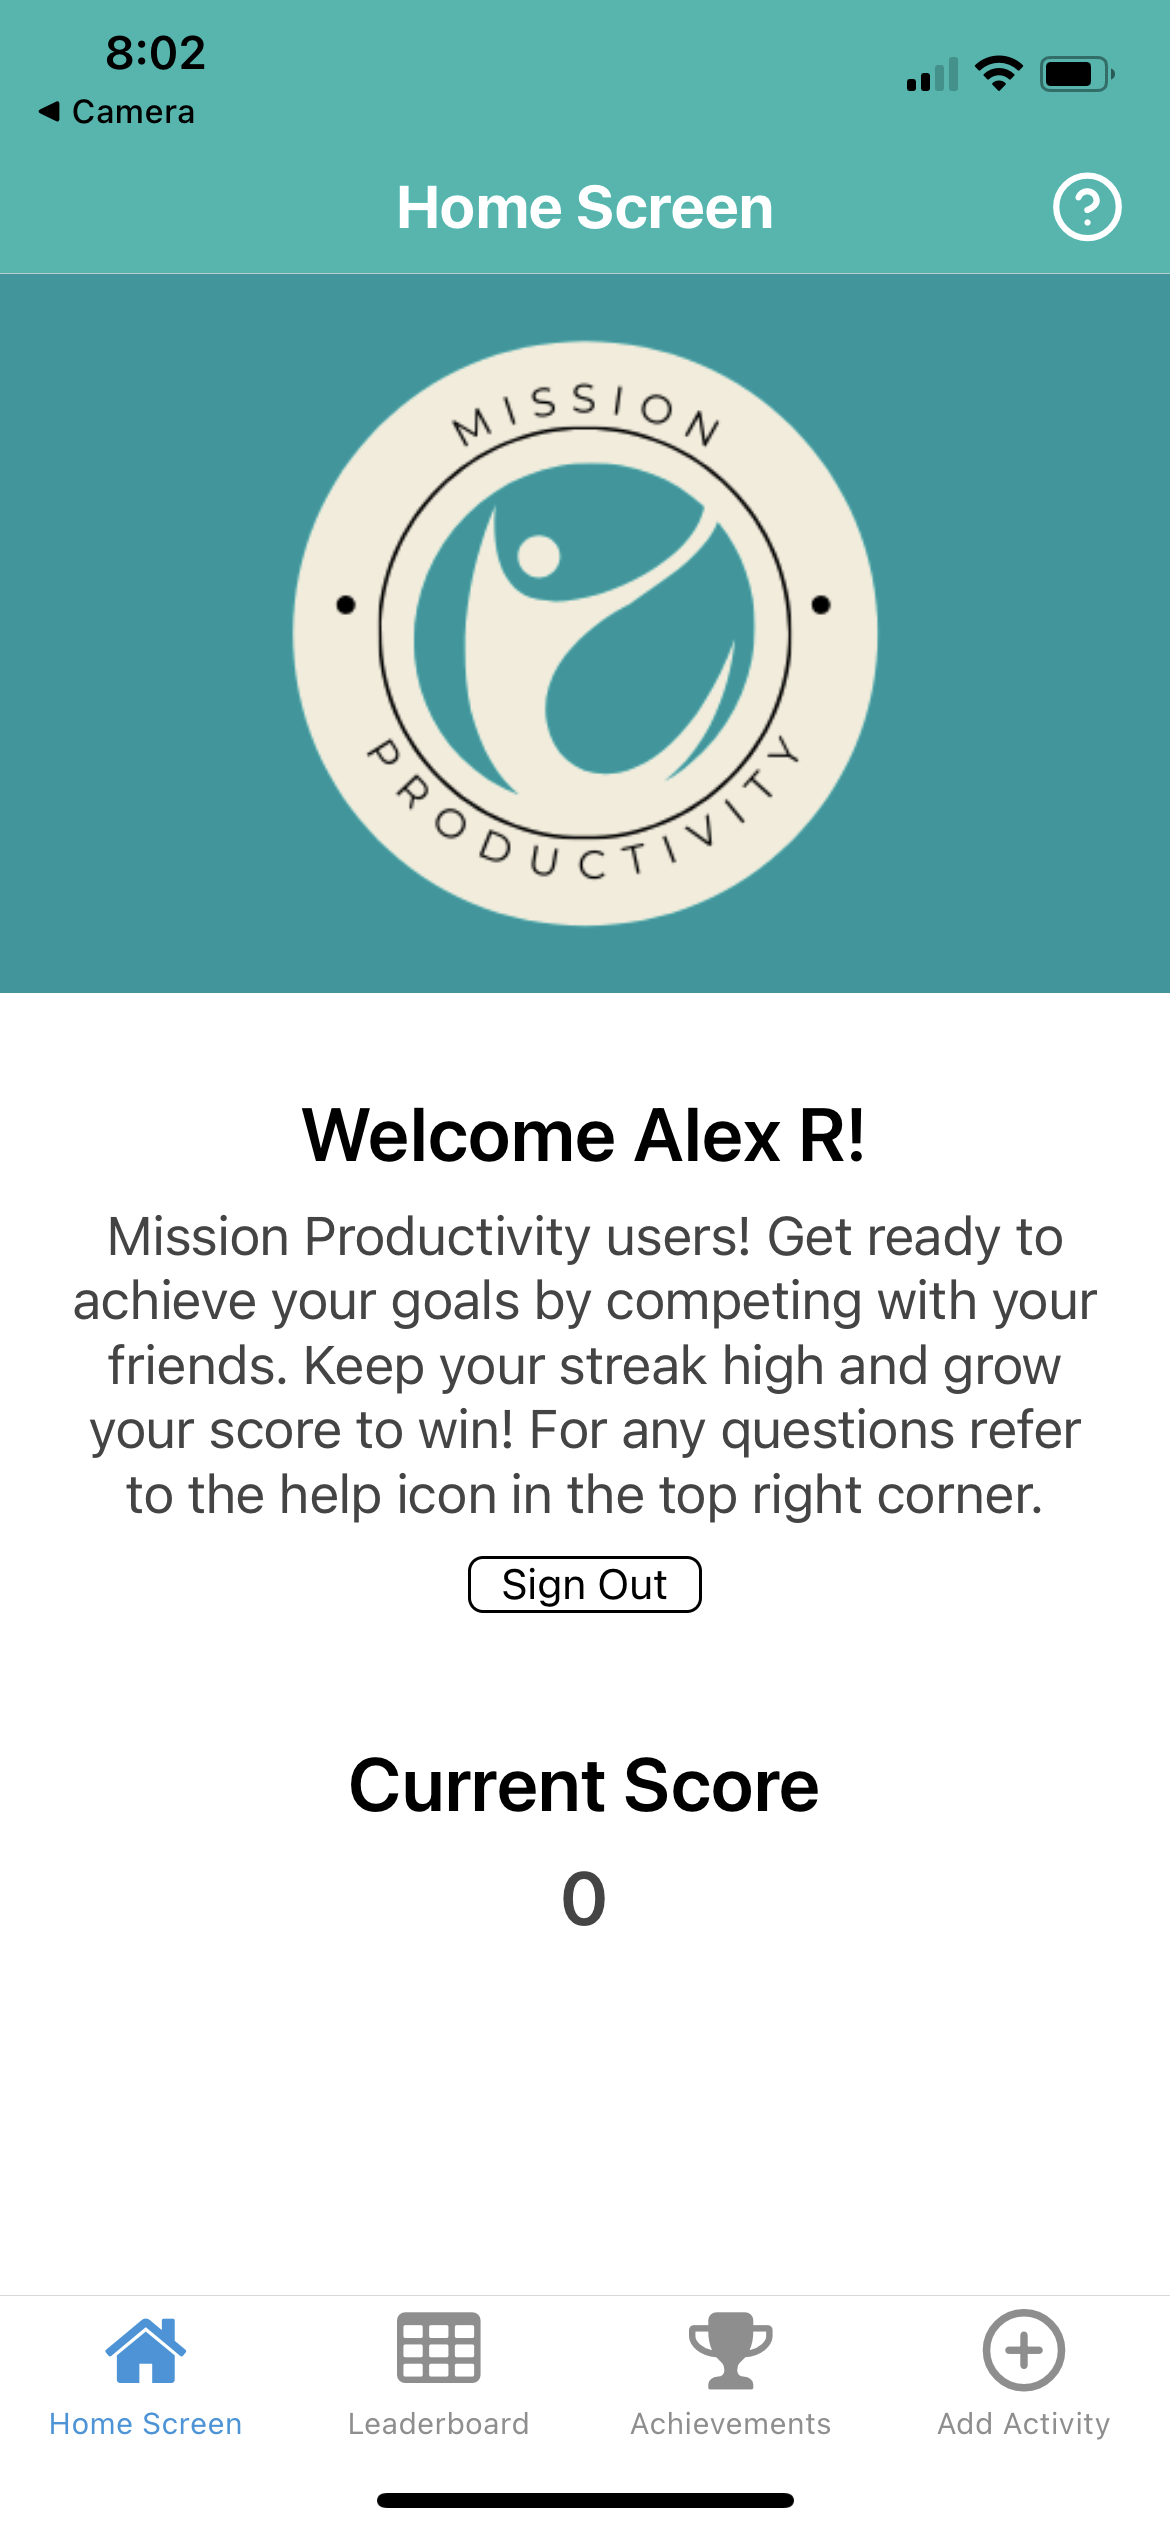 8:02
◀ Camera
Home Screen
MISSION
PRODUCTIVITY
Welcome Alex R!
Mission Productivity users! Get ready to
achieve your goals by competing with your
friends. Keep your streak high and grow
your score to win! For any questions refer
to the help icon in the top right corner.
Sign Out
Current Score
0
Home Screen
Leaderboard
Achievements
Add Activity